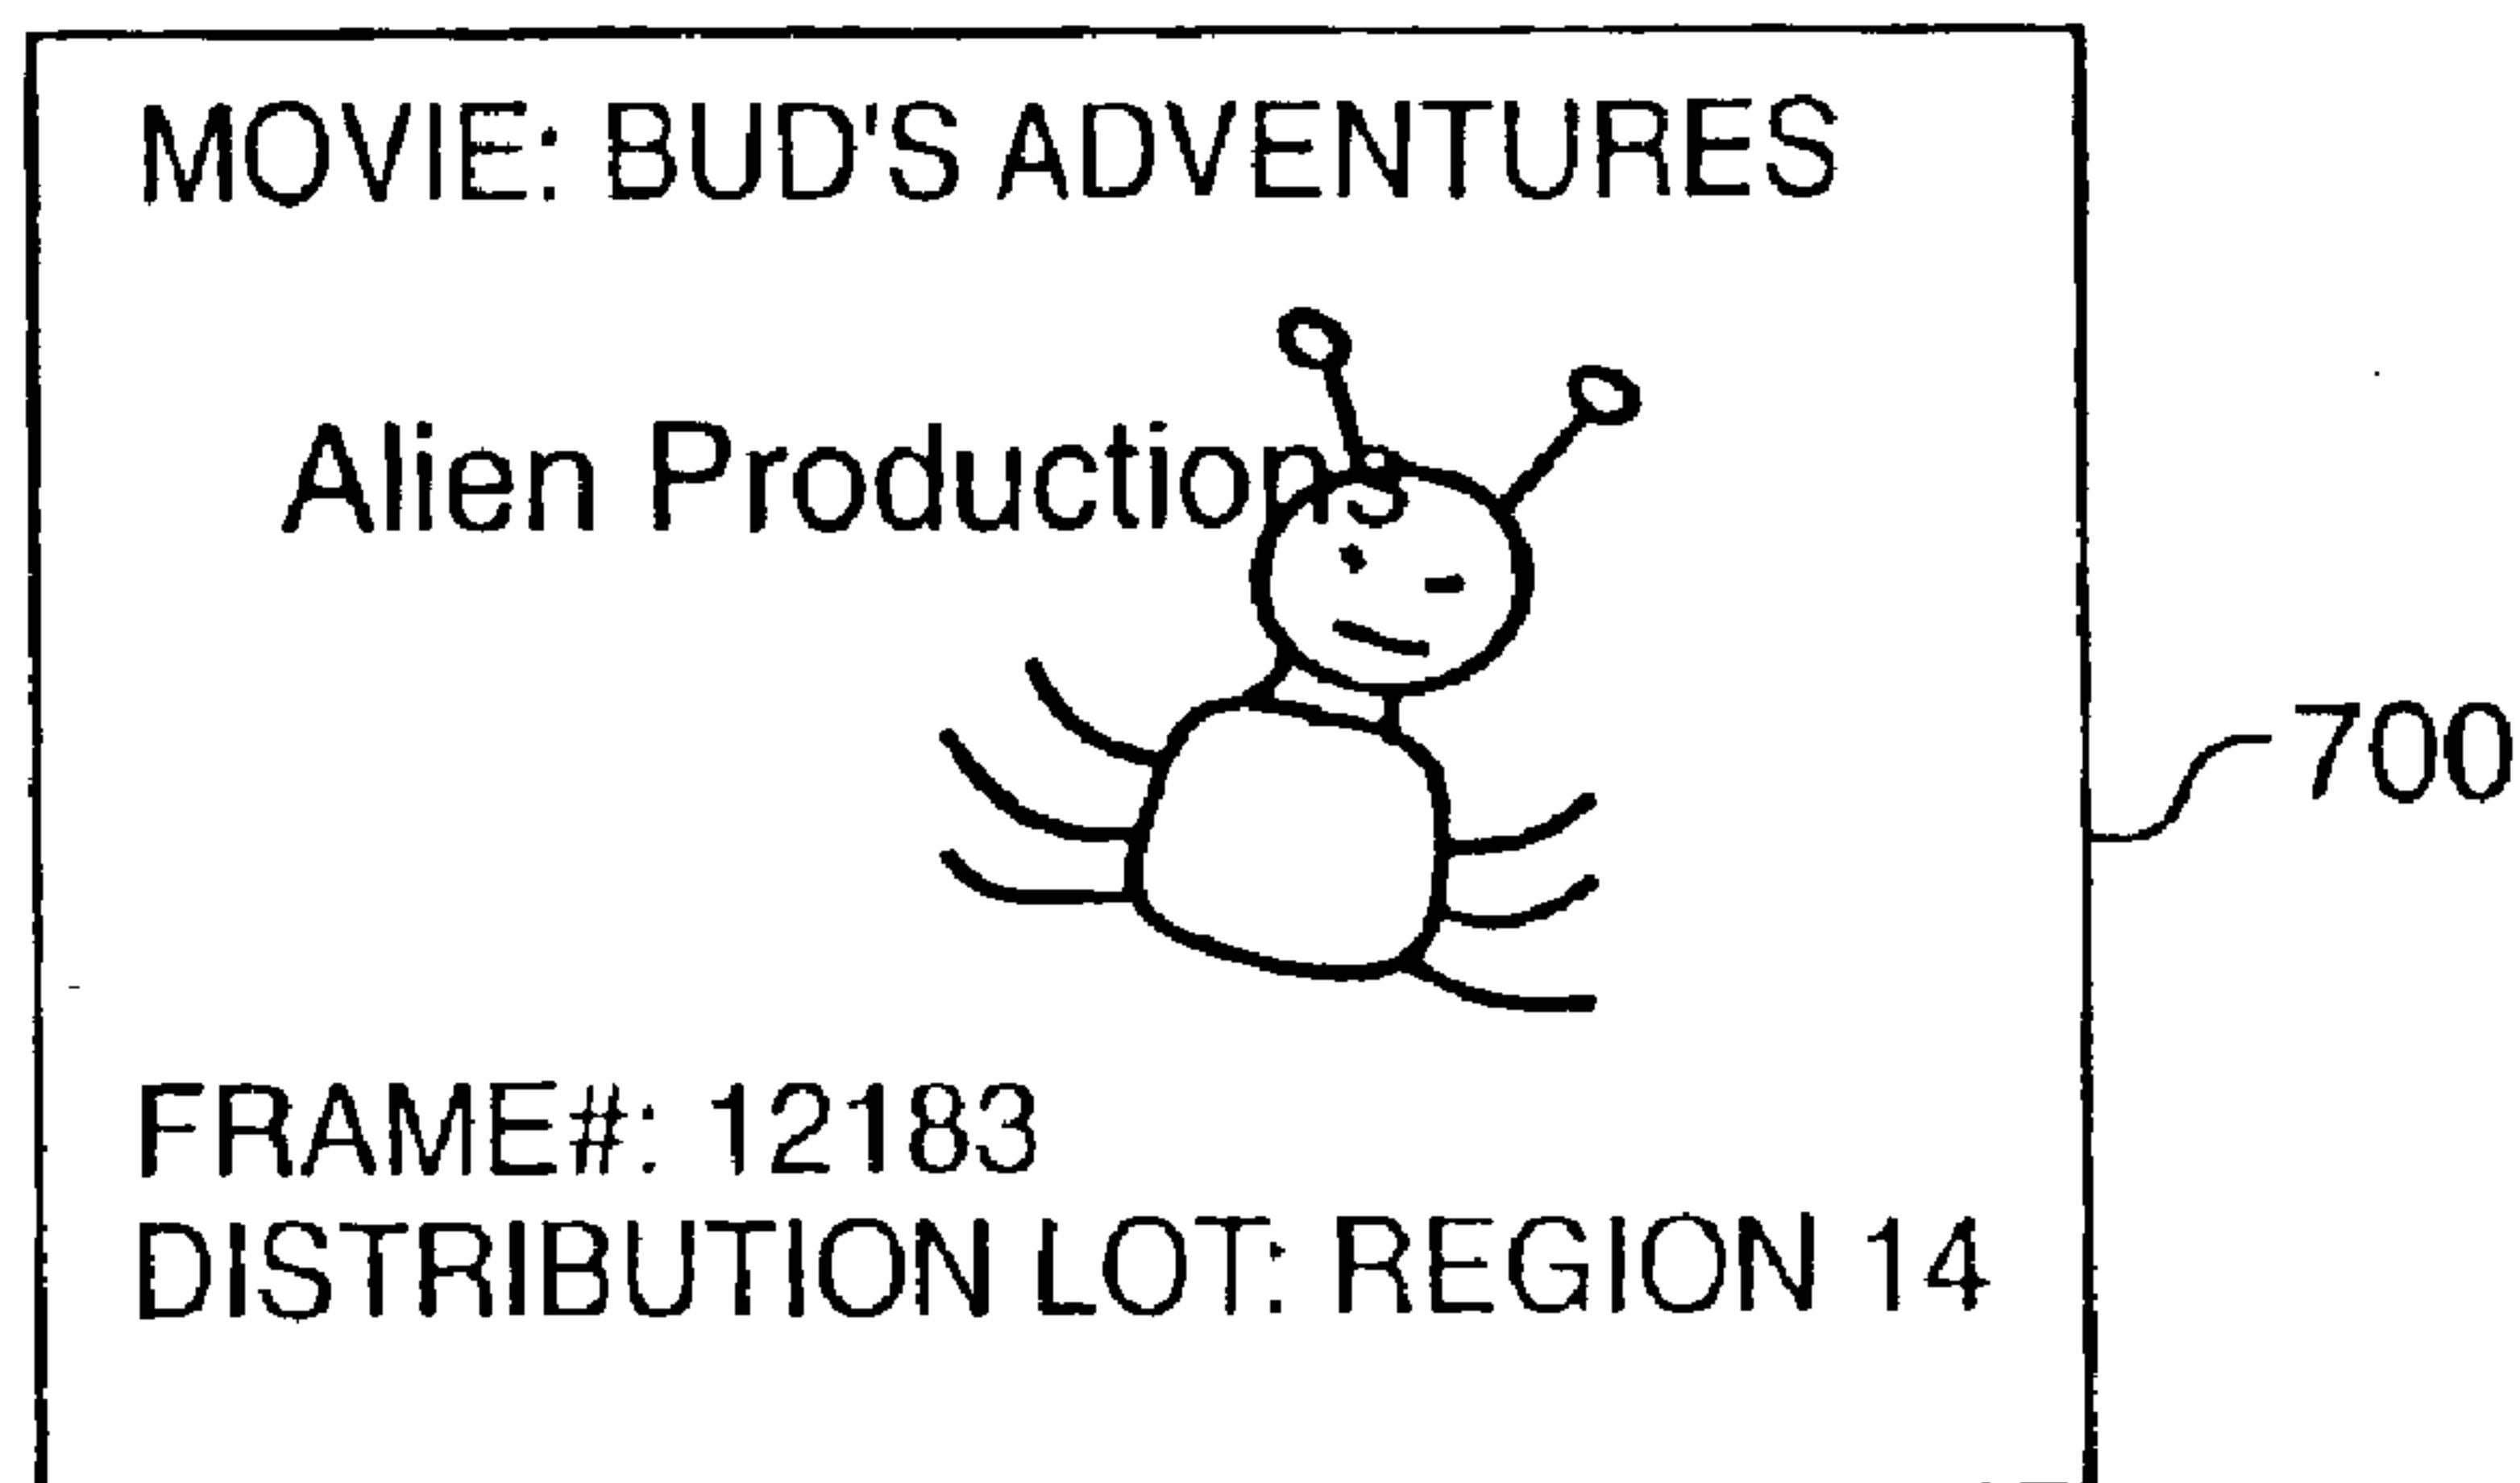 MOVIE: BUD'S ADVENTURES
Alien Productions
700
FRAME#: 12183
DISTRIBUTION LOT: REGION 14